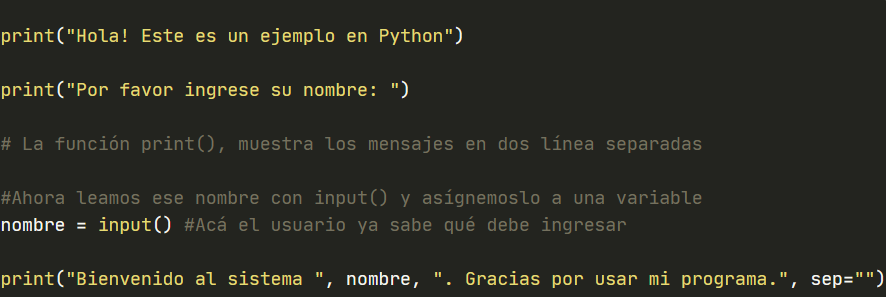 print("Hola! Este es un ejemplo en Python")
print("Por favor ingrese su nombre: ")
# La función print(), muestra los mensajes en dos línea separadas
#Ahora leamos ese nombre con input() y asígnemoslo a una variable
nombre = input() #Acá el usuario ya sabe qué debe ingresar
print("Bienvenido al sistema ", nombre, ". Gracias por usar mi programa.", sep="")